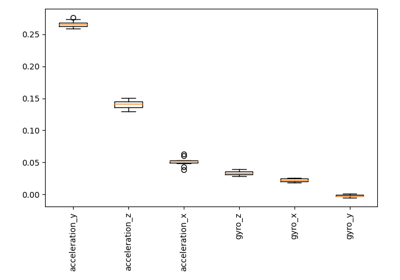 0.25
0.20
0.15
0.10
0.05
0.00
acceleration_y
acceleration_z
acceleration_x
gyro_z
gyro_x
gyro_y